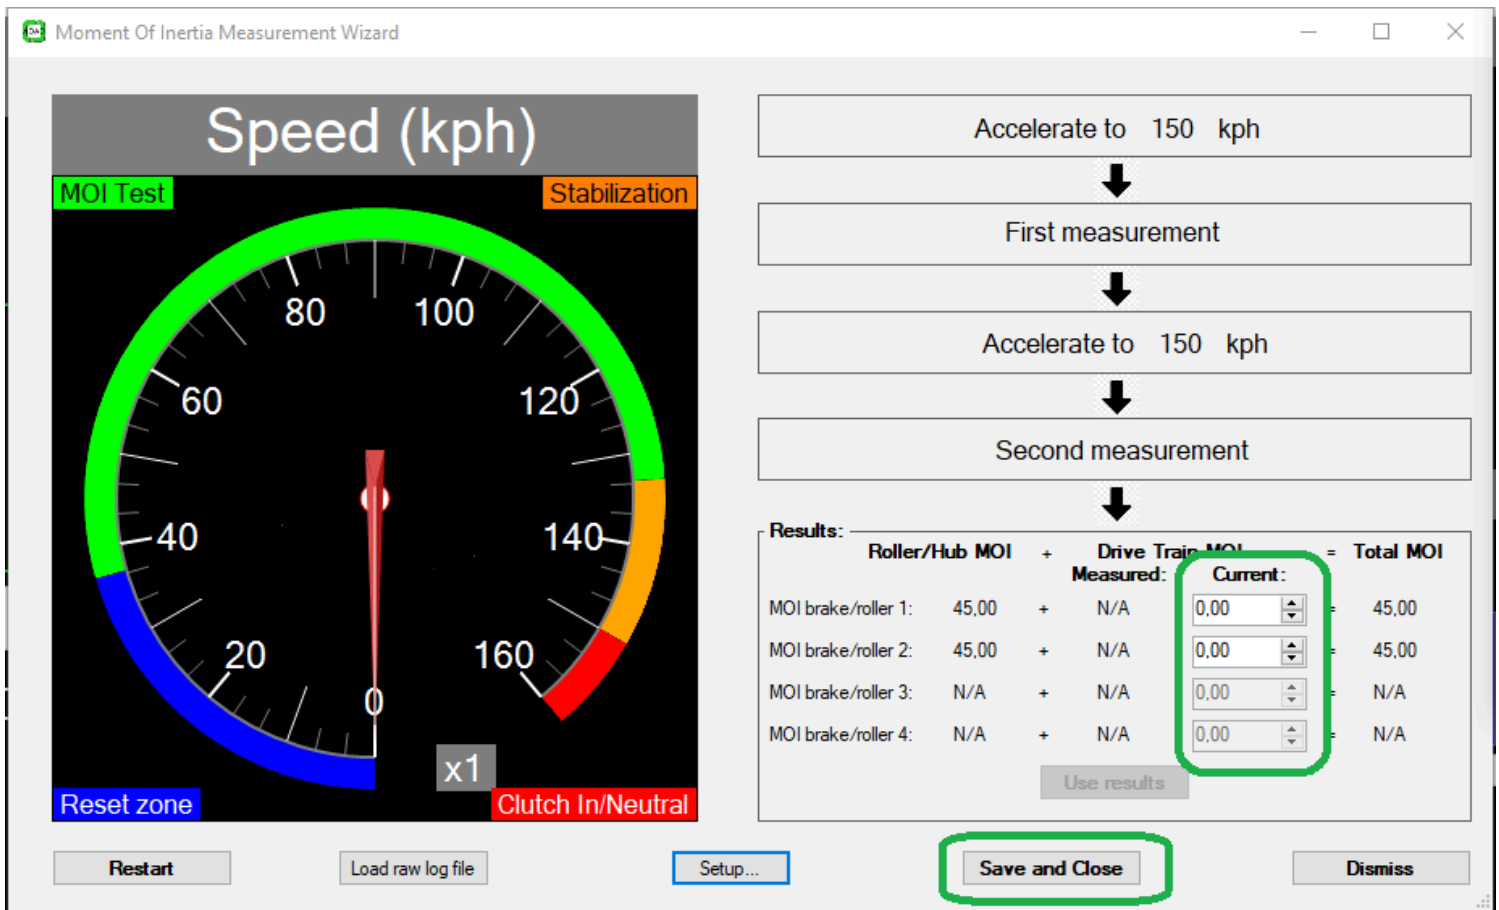 Moment Of Inertia Measurement Wizard
Speed (kph)
MOI Test
Stabilization
80
100
60
120
40
140
20
160
0
x1
Reset zone
Clutch In/Neutral
Accelerate to 150 kph
First measurement
Accelerate to 150 kph
Second measurement
Results:
Roller/Hub MOI + Drive Train MOI = Total MOI
Measured: Current:
MOI brake/roller 1: 45,00 + N/A 0,00 = 45,00
MOI brake/roller 2: 45,00 + N/A 0,00 = 45,00
MOI brake/roller 3: N/A + N/A 0,00 = N/A
MOI brake/roller 4: N/A + N/A 0,00 = N/A
Use results
Restart
Load raw log file
Setup...
Save and Close
Dismiss